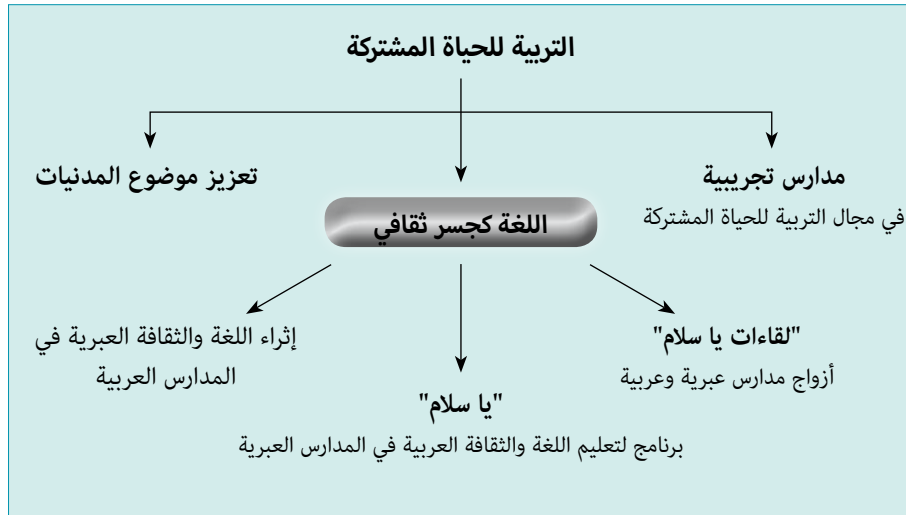 التربية للحياة المشتركة
مدارس تجريبية
في مجال التربية للحياة المشتركة
تعزيز موضوع المدنيات
اللغة كجسر ثقافي
"لقاءات يا سلام"
أزواج مدارس عبرية وعربية
"يا سلام"
برنامج لتعليم اللغة والثقافة العربية في المدارس العبرية
إثراء اللغة والثقافة العبرية في
المدارس العربية